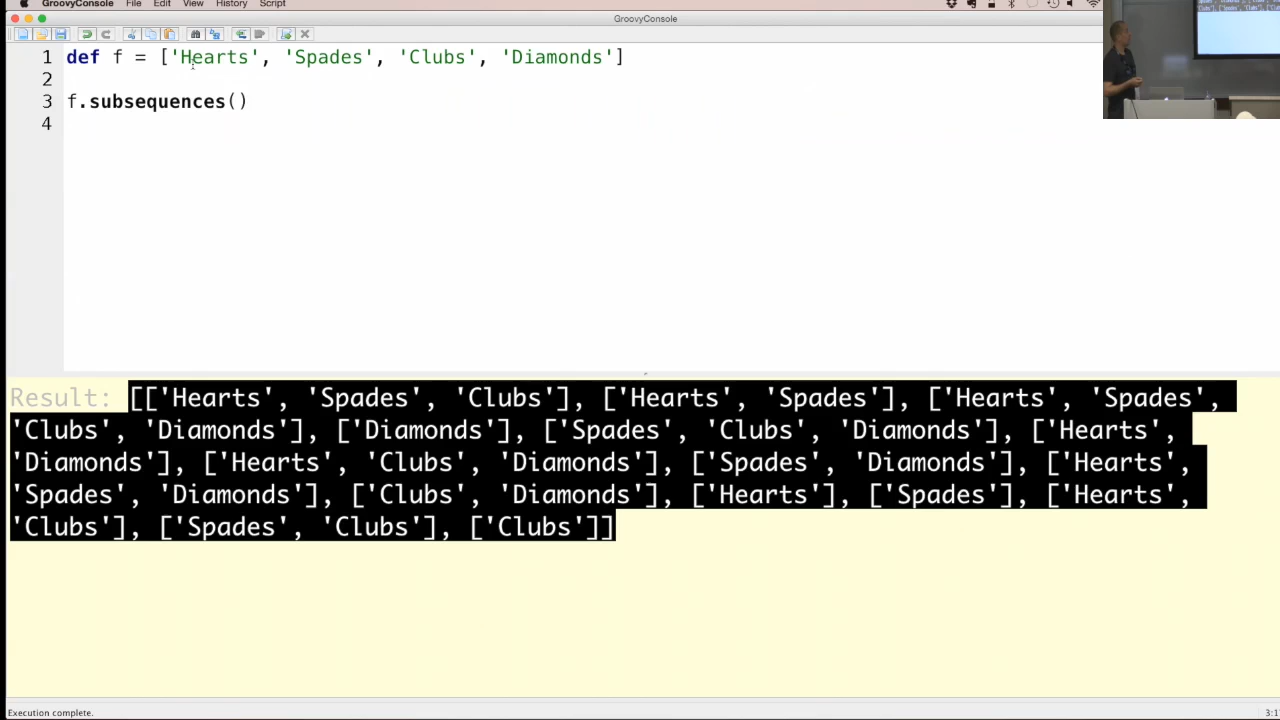 GroovyConsole File Edit View History Script
GroovyConsole
1 def f = ['Hearts', 'Spades', 'Clubs', 'Diamonds']
2
3 f.subsequences()
4
Result: [['Hearts', 'Spades', 'Clubs'], ['Hearts', 'Spades'], ['Hearts', 'Spades',
'Clubs', 'Diamonds'], ['Diamonds'], ['Spades', 'Clubs', 'Diamonds'], ['Hearts',
'Diamonds'], ['Hearts', 'Clubs', 'Diamonds'], ['Spades', 'Diamonds'], ['Hearts',
'Spades', 'Diamonds'], ['Clubs', 'Diamonds'], ['Hearts'], ['Spades'], ['Hearts',
'Clubs'], ['Spades', 'Clubs'], ['Clubs']]
Execution complete.